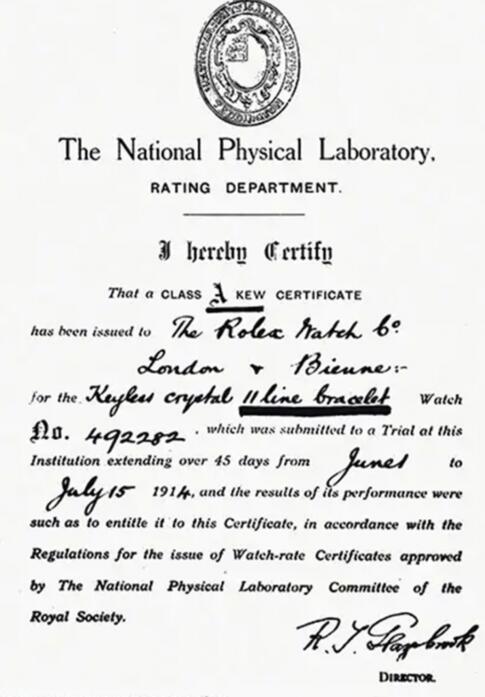 The National Physical Laboratory,
RATING DEPARTMENT.
I hereby Certify
That a CLASS A KEW CERTIFICATE
has been issued to The Rolex Watch Co
London & Bienne:-
for the Keyless crystal 11 line bracelet Watch
No. 492282, which was submitted to a Trial at this
Institution extending over 45 days from June 1 to
July 15 1914, and the results of its performance were
such as to entitle it to this Certificate, in accordance with the
Regulations for the issue of Watch-rate Certificates approved
by The National Physical Laboratory Committee of the
Royal Society.
R. T. Glazebrook
DIRECTOR.